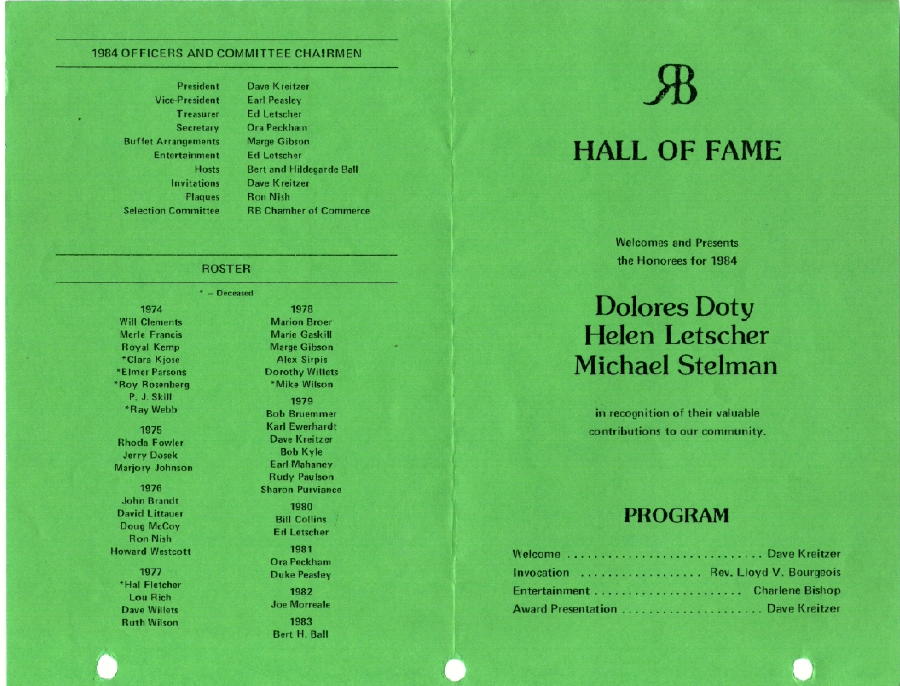 1984 OFFICERS AND COMMITTEE CHAIRMEN
President Dave Kreitzer
Vice-President Earl Peasley
Treasurer Ed Letscher
Secretary Ora Peckham
Buffet Arrangements Marge Gibson
Entertainment Ed Letscher
Hosts Bert and Hildegarde Ball
Invitations Dave Kreitzer
Plaques Ron Nish
Selection Committee RB Chamber of Commerce
ROSTER
* – Deceased
1974
Will Clements
Merle Francis
Royal Kemp
*Clara Kjose
*Elmer Parsons
*Roy Rosenberg
P. J. Skill
*Ray Webb
1975
Rhoda Fowler
Jerry Dosek
Marjory Johnson
1976
John Brandt
David Littauer
Doug McCoy
Ron Nish
Howard Westcott
1977
*Hal Fletcher
Lou Rich
Dave Willets
Ruth Wilson
1978
Marion Broer
Marie Gaskill
Marge Gibson
Alex Sirpis
Dorothy Willets
*Mike Wilson
1979
Bob Bruemmer
Karl Ewerhardt
Dave Kreitzer
Bob Kyle
Earl Mahaney
Rudy Paulson
Sharon Purviance
1980
Bill Collins
Ed Letscher
1981
Ora Peckham
Duke Peasley
1982
Joe Morreale
1983
Bert H. Ball
RB
HALL OF FAME
Welcomes and Presents
the Honorees for 1984
Dolores Doty
Helen Letscher
Michael Stelman
in recognition of their valuable
contributions to our community.
PROGRAM
Welcome ............................ Dave Kreitzer
Invocation .................. Rev. Lloyd V. Bourgeois
Entertainment ...................... Charlene Bishop
Award Presentation ..................... Dave Kreitzer